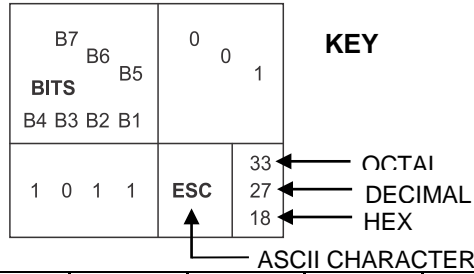 B7 0
B6 0
B5 1
KEY
BITS
B4 B3 B2 B1
1 0 1 1 ESC
33 OCTAL
27 DECIMAL
18 HEX
ASCII CHARACTER